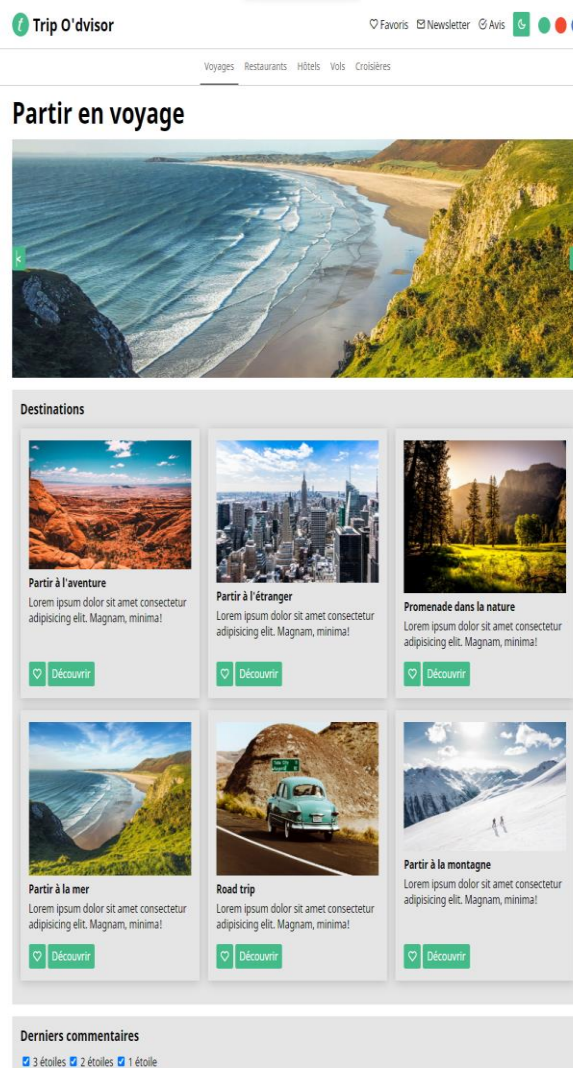 t Trip O'dvisor
Favoris Newsletter Avis
Voyages Restaurants Hôtels Vols Croisières
Partir en voyage
<
Destinations
Partir à l'aventure
Lorem ipsum dolor sit amet consectetur
adipisicing elit. Magnam, minima!
Découvrir
Partir à l'étranger
Lorem ipsum dolor sit amet consectetur
adipisicing elit. Magnam, minima!
Découvrir
Promenade dans la nature
Lorem ipsum dolor sit amet consectetur
adipisicing elit. Magnam, minima!
Découvrir
Partir à la mer
Lorem ipsum dolor sit amet consectetur
adipisicing elit. Magnam, minima!
Découvrir
Road trip
Lorem ipsum dolor sit amet consectetur
adipisicing elit. Magnam, minima!
Découvrir
Partir à la montagne
Lorem ipsum dolor sit amet consectetur
adipisicing elit. Magnam, minima!
Découvrir
Derniers commentaires
3 étoiles 2 étoiles 1 étoile